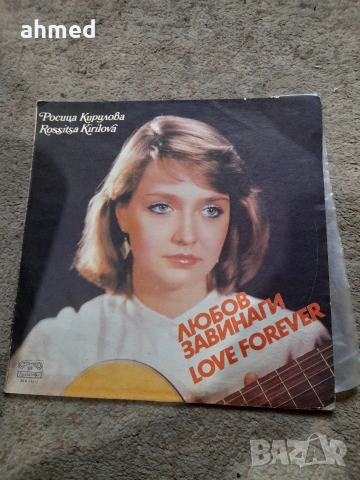 ahmed
Росица Кирилова
Rossitsa Kirilova
ЛЮБОВ
ЗАВИНАГИ
LOVE FOREVER
BAZAR